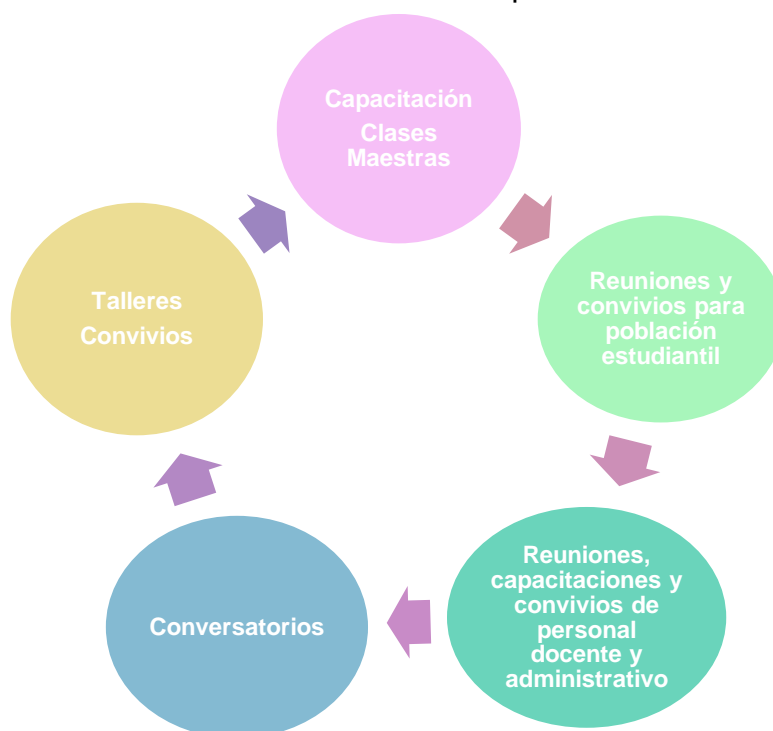 Capacitación
Clases
Maestras
Reuniones y
convivios para
población
estudiantil
Reuniones,
capacitaciones y
convivios de
personal
docente y
administrativo
Conversatorios
Talleres
Convivios